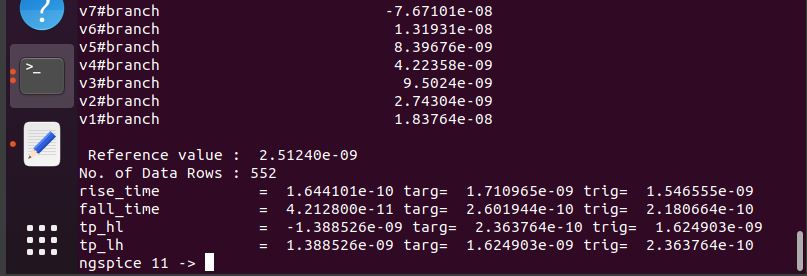 ?
>_
v7#branch -7.67101e-08
v6#branch 1.31931e-08
v5#branch 8.39676e-09
v4#branch 4.22358e-09
v3#branch 9.5024e-09
v2#branch 2.74304e-09
v1#branch 1.83764e-08
Reference value : 2.51240e-09
No. of Data Rows : 552
rise_time = 1.644101e-10 targ= 1.710965e-09 trig= 1.546555e-09
fall_time = 4.212800e-11 targ= 2.601944e-10 trig= 2.180664e-10
tp_hl = -1.388526e-09 targ= 2.363764e-10 trig= 1.624903e-09
tp_lh = 1.388526e-09 targ= 1.624903e-09 trig= 2.363764e-10
ngspice 11 ->